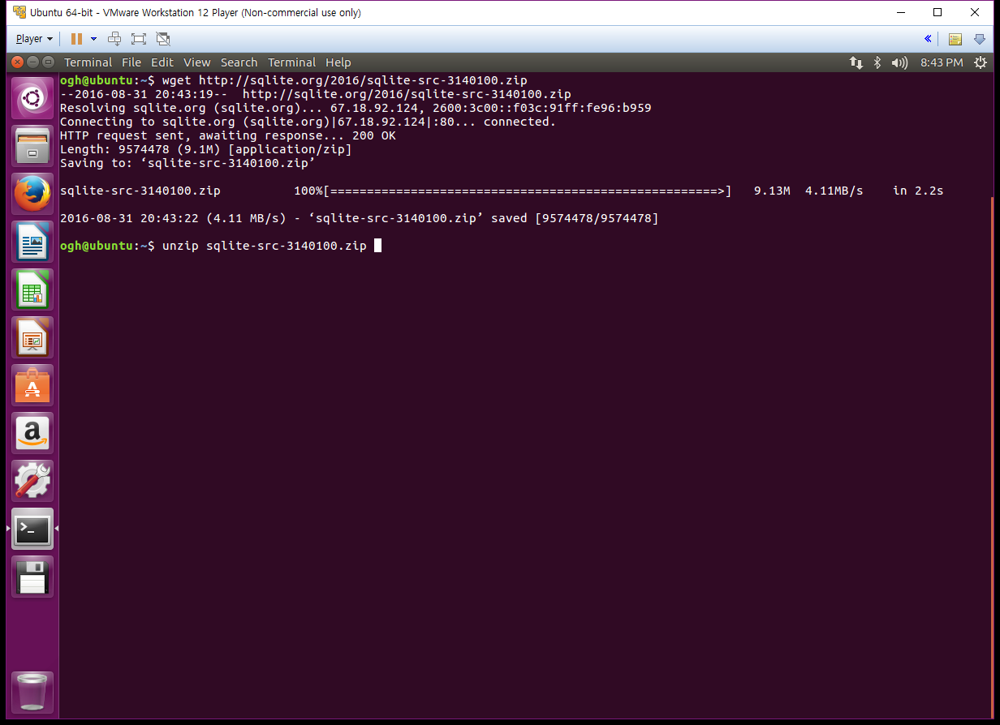 Ubuntu 64-bit - VMware Workstation 12 Player (Non-commercial use only)
Player
Terminal File Edit View Search Terminal Help 8:43 PM
ogh@ubuntu:~$ wget http://sqlite.org/2016/sqlite-src-3140100.zip
--2016-08-31 20:43:19--  http://sqlite.org/2016/sqlite-src-3140100.zip
Resolving sqlite.org (sqlite.org)... 67.18.92.124, 2600:3c00::f03c:91ff:fe96:b959
Connecting to sqlite.org (sqlite.org)|67.18.92.124|:80... connected.
HTTP request sent, awaiting response... 200 OK
Length: 9574478 (9.1M) [application/zip]
Saving to: ‘sqlite-src-3140100.zip’
sqlite-src-3140100.zip          100%[=====================================================>]   9.13M  4.11MB/s    in 2.2s
2016-08-31 20:43:22 (4.11 MB/s) - ‘sqlite-src-3140100.zip’ saved [9574478/9574478]
ogh@ubuntu:~$ unzip sqlite-src-3140100.zip